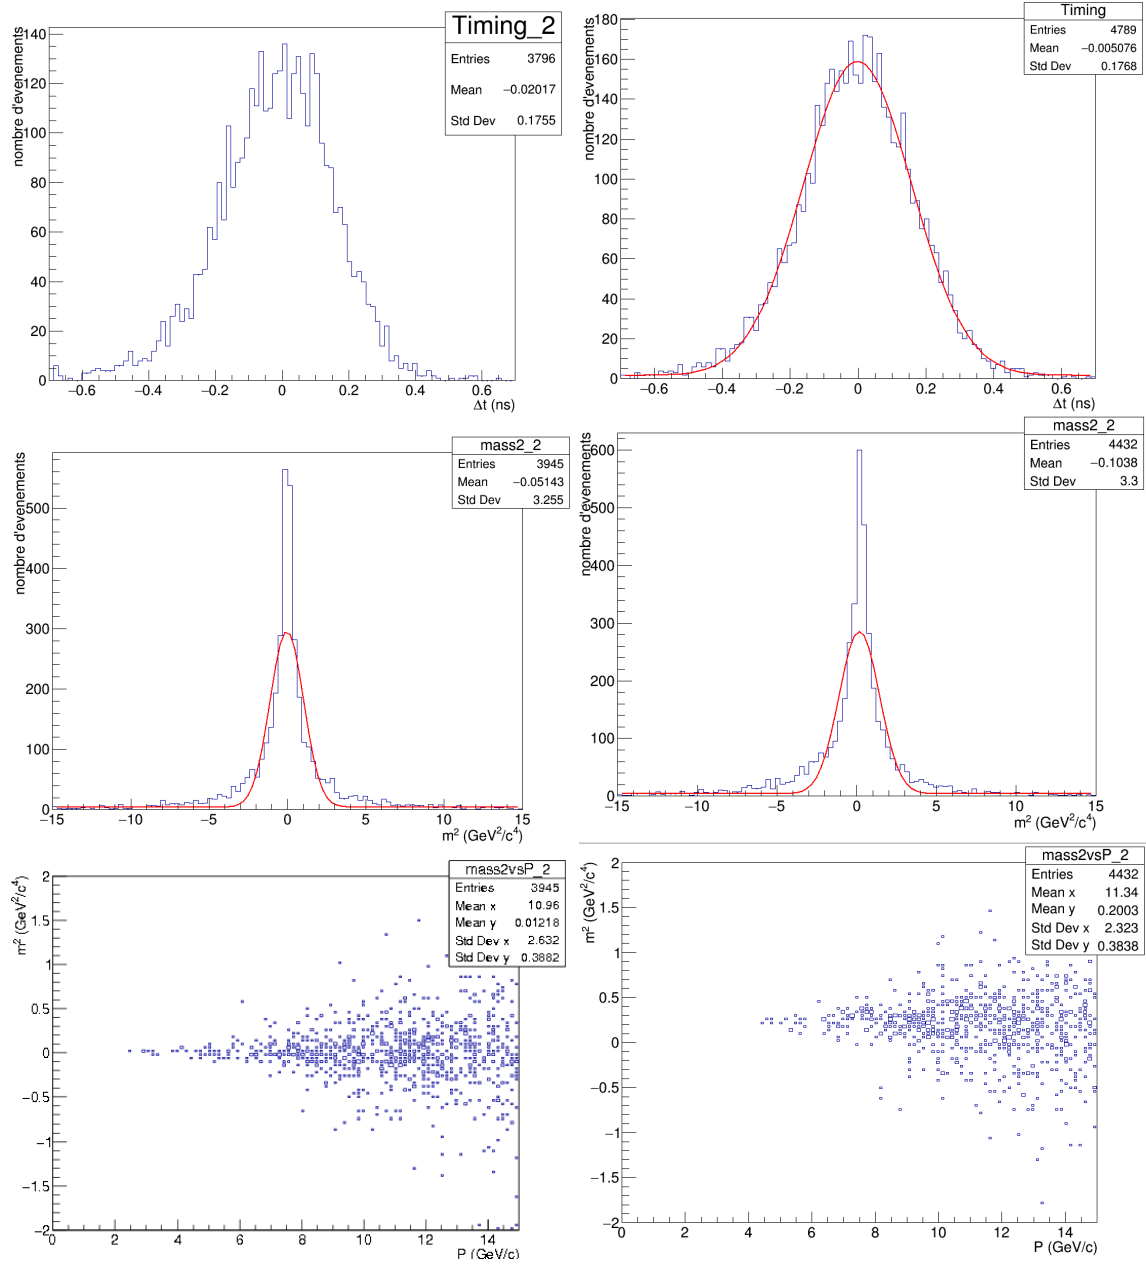 Timing_2
Entries 3796
Mean −0.02017
Std Dev 0.1755
nombre d'evenements
140
120
100
80
60
40
20
0
−0.6 −0.4 −0.2 0 0.2 0.4 0.6
Δt (ns)
Timing
Entries 4789
Mean −0.005076
Std Dev 0.1768
nombre d'evenements
180
160
140
120
100
80
60
40
20
0
−0.6 −0.4 −0.2 0 0.2 0.4 0.6
Δt (ns)
mass2_2
Entries 3945
Mean −0.05143
Std Dev 3.255
nombre d'evenements
500
400
300
200
100
0
−15 −10 −5 0 5 10 15
m² (GeV²/c⁴)
mass2_2
Entries 4432
Mean −0.1038
Std Dev 3.3
nombre d'evenements
600
500
400
300
200
100
0
−15 −10 −5 0 5 10 15
m² (GeV²/c⁴)
mass2vsP_2
Entries 3945
Mean x 10.96
Mean y 0.01218
Std Dev x 2.632
Std Dev y 0.3882
m² (GeV²/c⁴)
2
1.5
1
0.5
0
−0.5
−1
−1.5
−2
0 2 4 6 8 10 12 14
P (GeV/c)
mass2vsP_2
Entries 4432
Mean x 11.34
Mean y 0.2003
Std Dev x 2.323
Std Dev y 0.3838
m² (GeV²/c⁴)
2
1.5
1
0.5
0
−0.5
−1
−1.5
−2
0 2 4 6 8 10 12 14
P (GeV/c)